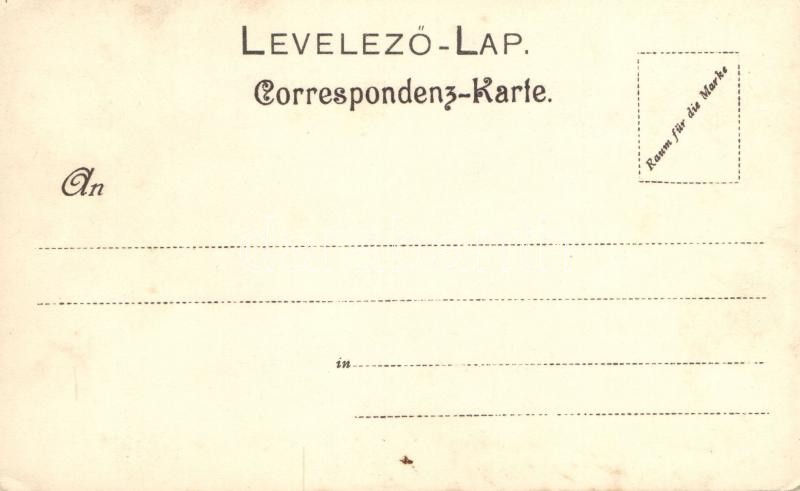 LEVELEZŐ-LAP.
Correspondenz-Karte.
Raum für die Marke
An
in